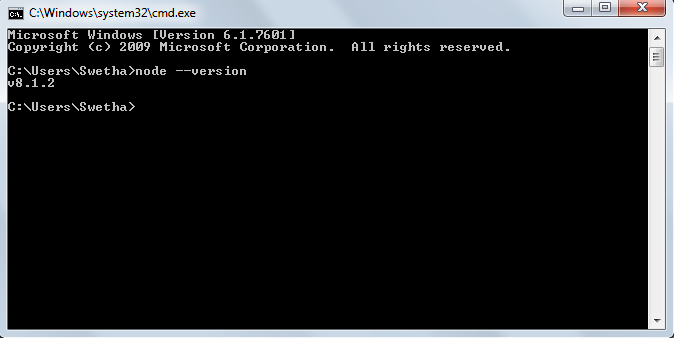 C:\Windows\system32\cmd.exe
Microsoft Windows [Version 6.1.7601]
Copyright (c) 2009 Microsoft Corporation.  All rights reserved.
C:\Users\Swetha>node --version
v8.1.2
C:\Users\Swetha>